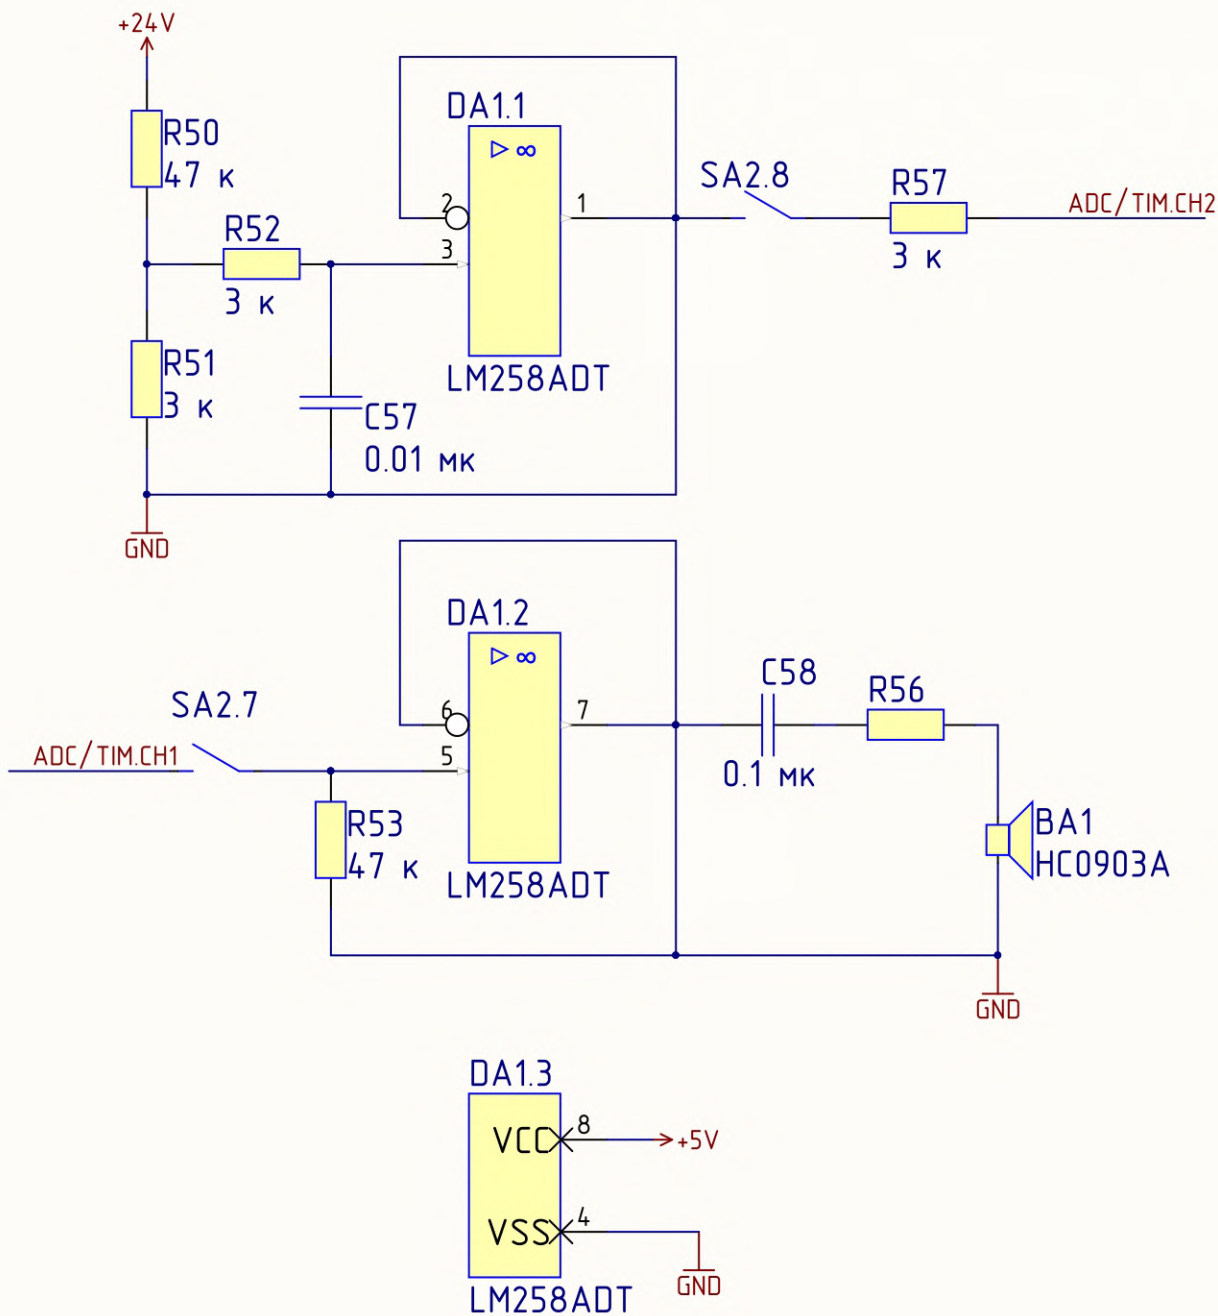 +24V
R50
47 к
R52
3 к
R51
3 к
C57
0.01 мк
GND
DA1.1
▷ ∞
2
3
1
LM258ADT
SA2.8
R57
3 к
ADC/TIM.CH2
ADC/TIM.CH1
SA2.7
R53
47 к
DA1.2
▷ ∞
6
5
7
LM258ADT
C58
0.1 мк
R56
BA1
HC0903A
GND
DA1.3
VCC
8
+5V
VSS
4
GND
LM258ADT